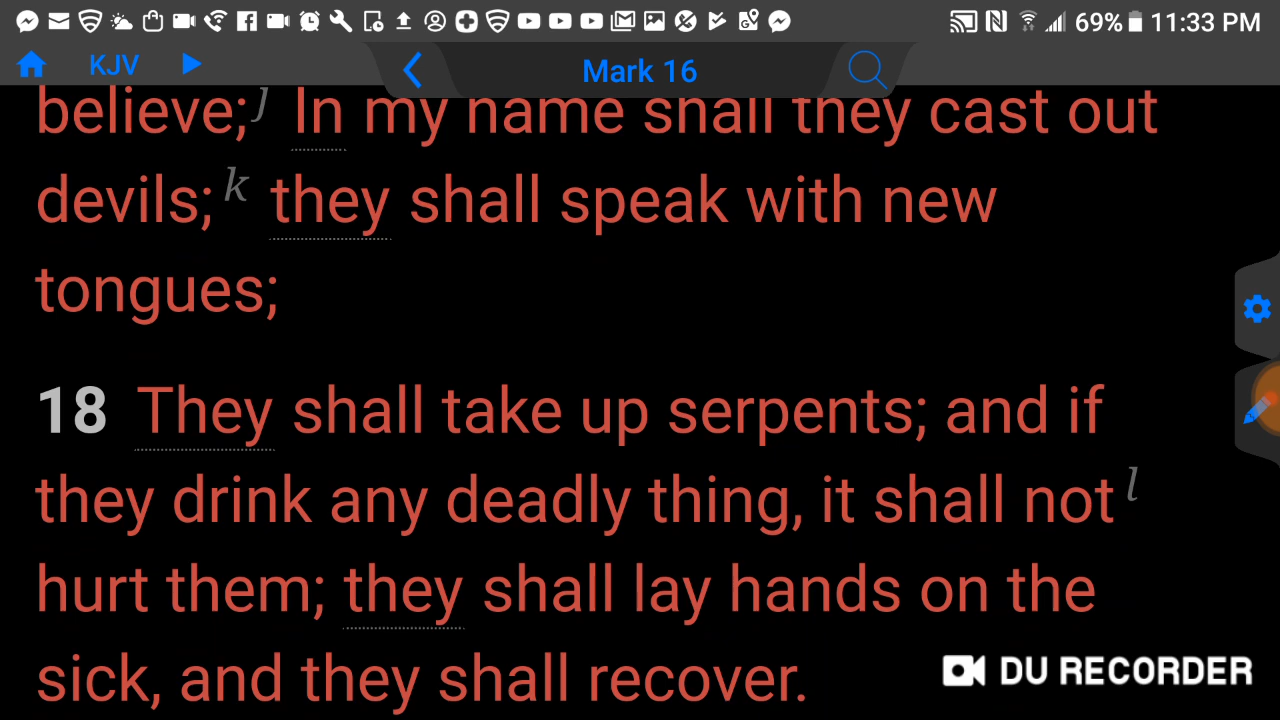 69% 11:33 PM
KJV Mark 16
believe; j In my name shall they cast out
devils; k they shall speak with new
tongues;
18 They shall take up serpents; and if
they drink any deadly thing, it shall not l
hurt them; they shall lay hands on the
sick, and they shall recover.
DU RECORDER